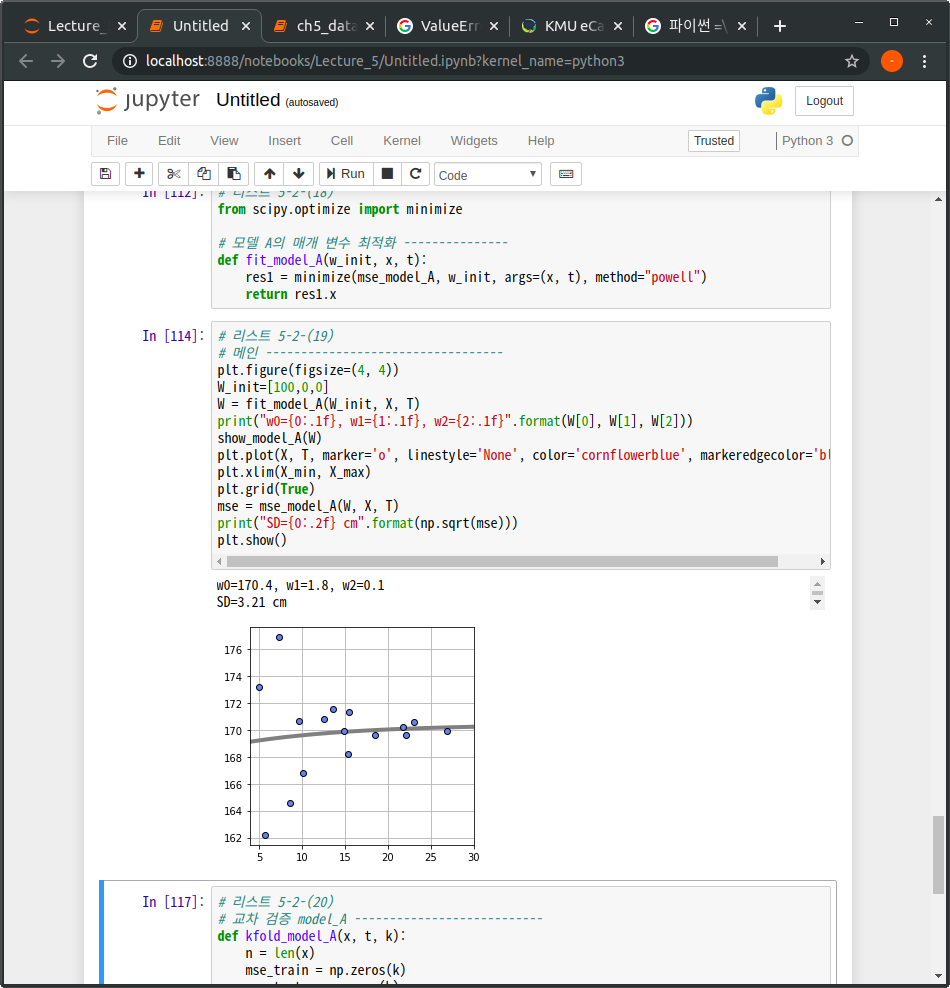 Lecture_
Untitled
ch5_data
ValueErr
KMU eCa
파이썬 =\
localhost:8888/notebooks/Lecture_5/Untitled.ipynb?kernel_name=python3
jupyter Untitled (autosaved)
Logout
File Edit View Insert Cell Kernel Widgets Help
Trusted
Python 3
Run
Code
In [112]:
# 리스트 5-2-(18)
from scipy.optimize import minimize
# 모델 A의 매개 변수 최적화 ---------------
def fit_model_A(w_init, x, t):
res1 = minimize(mse_model_A, w_init, args=(x, t), method="powell")
return res1.x
In [114]:
# 리스트 5-2-(19)
# 메인 ----------------------------------
plt.figure(figsize=(4, 4))
W_init=[100,0,0]
W = fit_model_A(W_init, X, T)
print("w0={0:.1f}, w1={1:.1f}, w2={2:.1f}".format(W[0], W[1], W[2]))
show_model_A(W)
plt.plot(X, T, marker='o', linestyle='None', color='cornflowerblue', markeredgecolor='bl
plt.xlim(X_min, X_max)
plt.grid(True)
mse = mse_model_A(W, X, T)
print("SD={0:.2f} cm".format(np.sqrt(mse)))
plt.show()
w0=170.4, w1=1.8, w2=0.1
SD=3.21 cm
176
174
172
170
168
166
164
162
5 10 15 20 25 30
In [117]:
# 리스트 5-2-(20)
# 교차 검증 model_A ---------------------------
def kfold_model_A(x, t, k):
n = len(x)
mse_train = np.zeros(k)